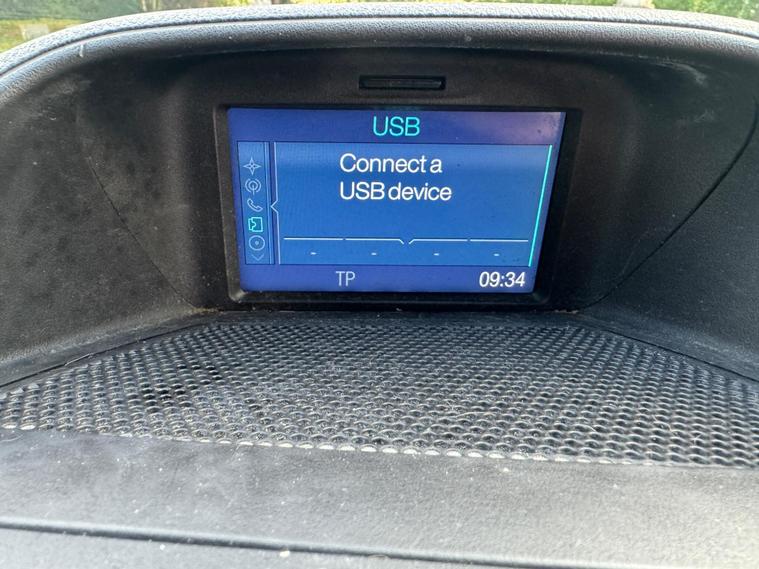 USB
Connect a
USB device
- - - -
TP 09:34